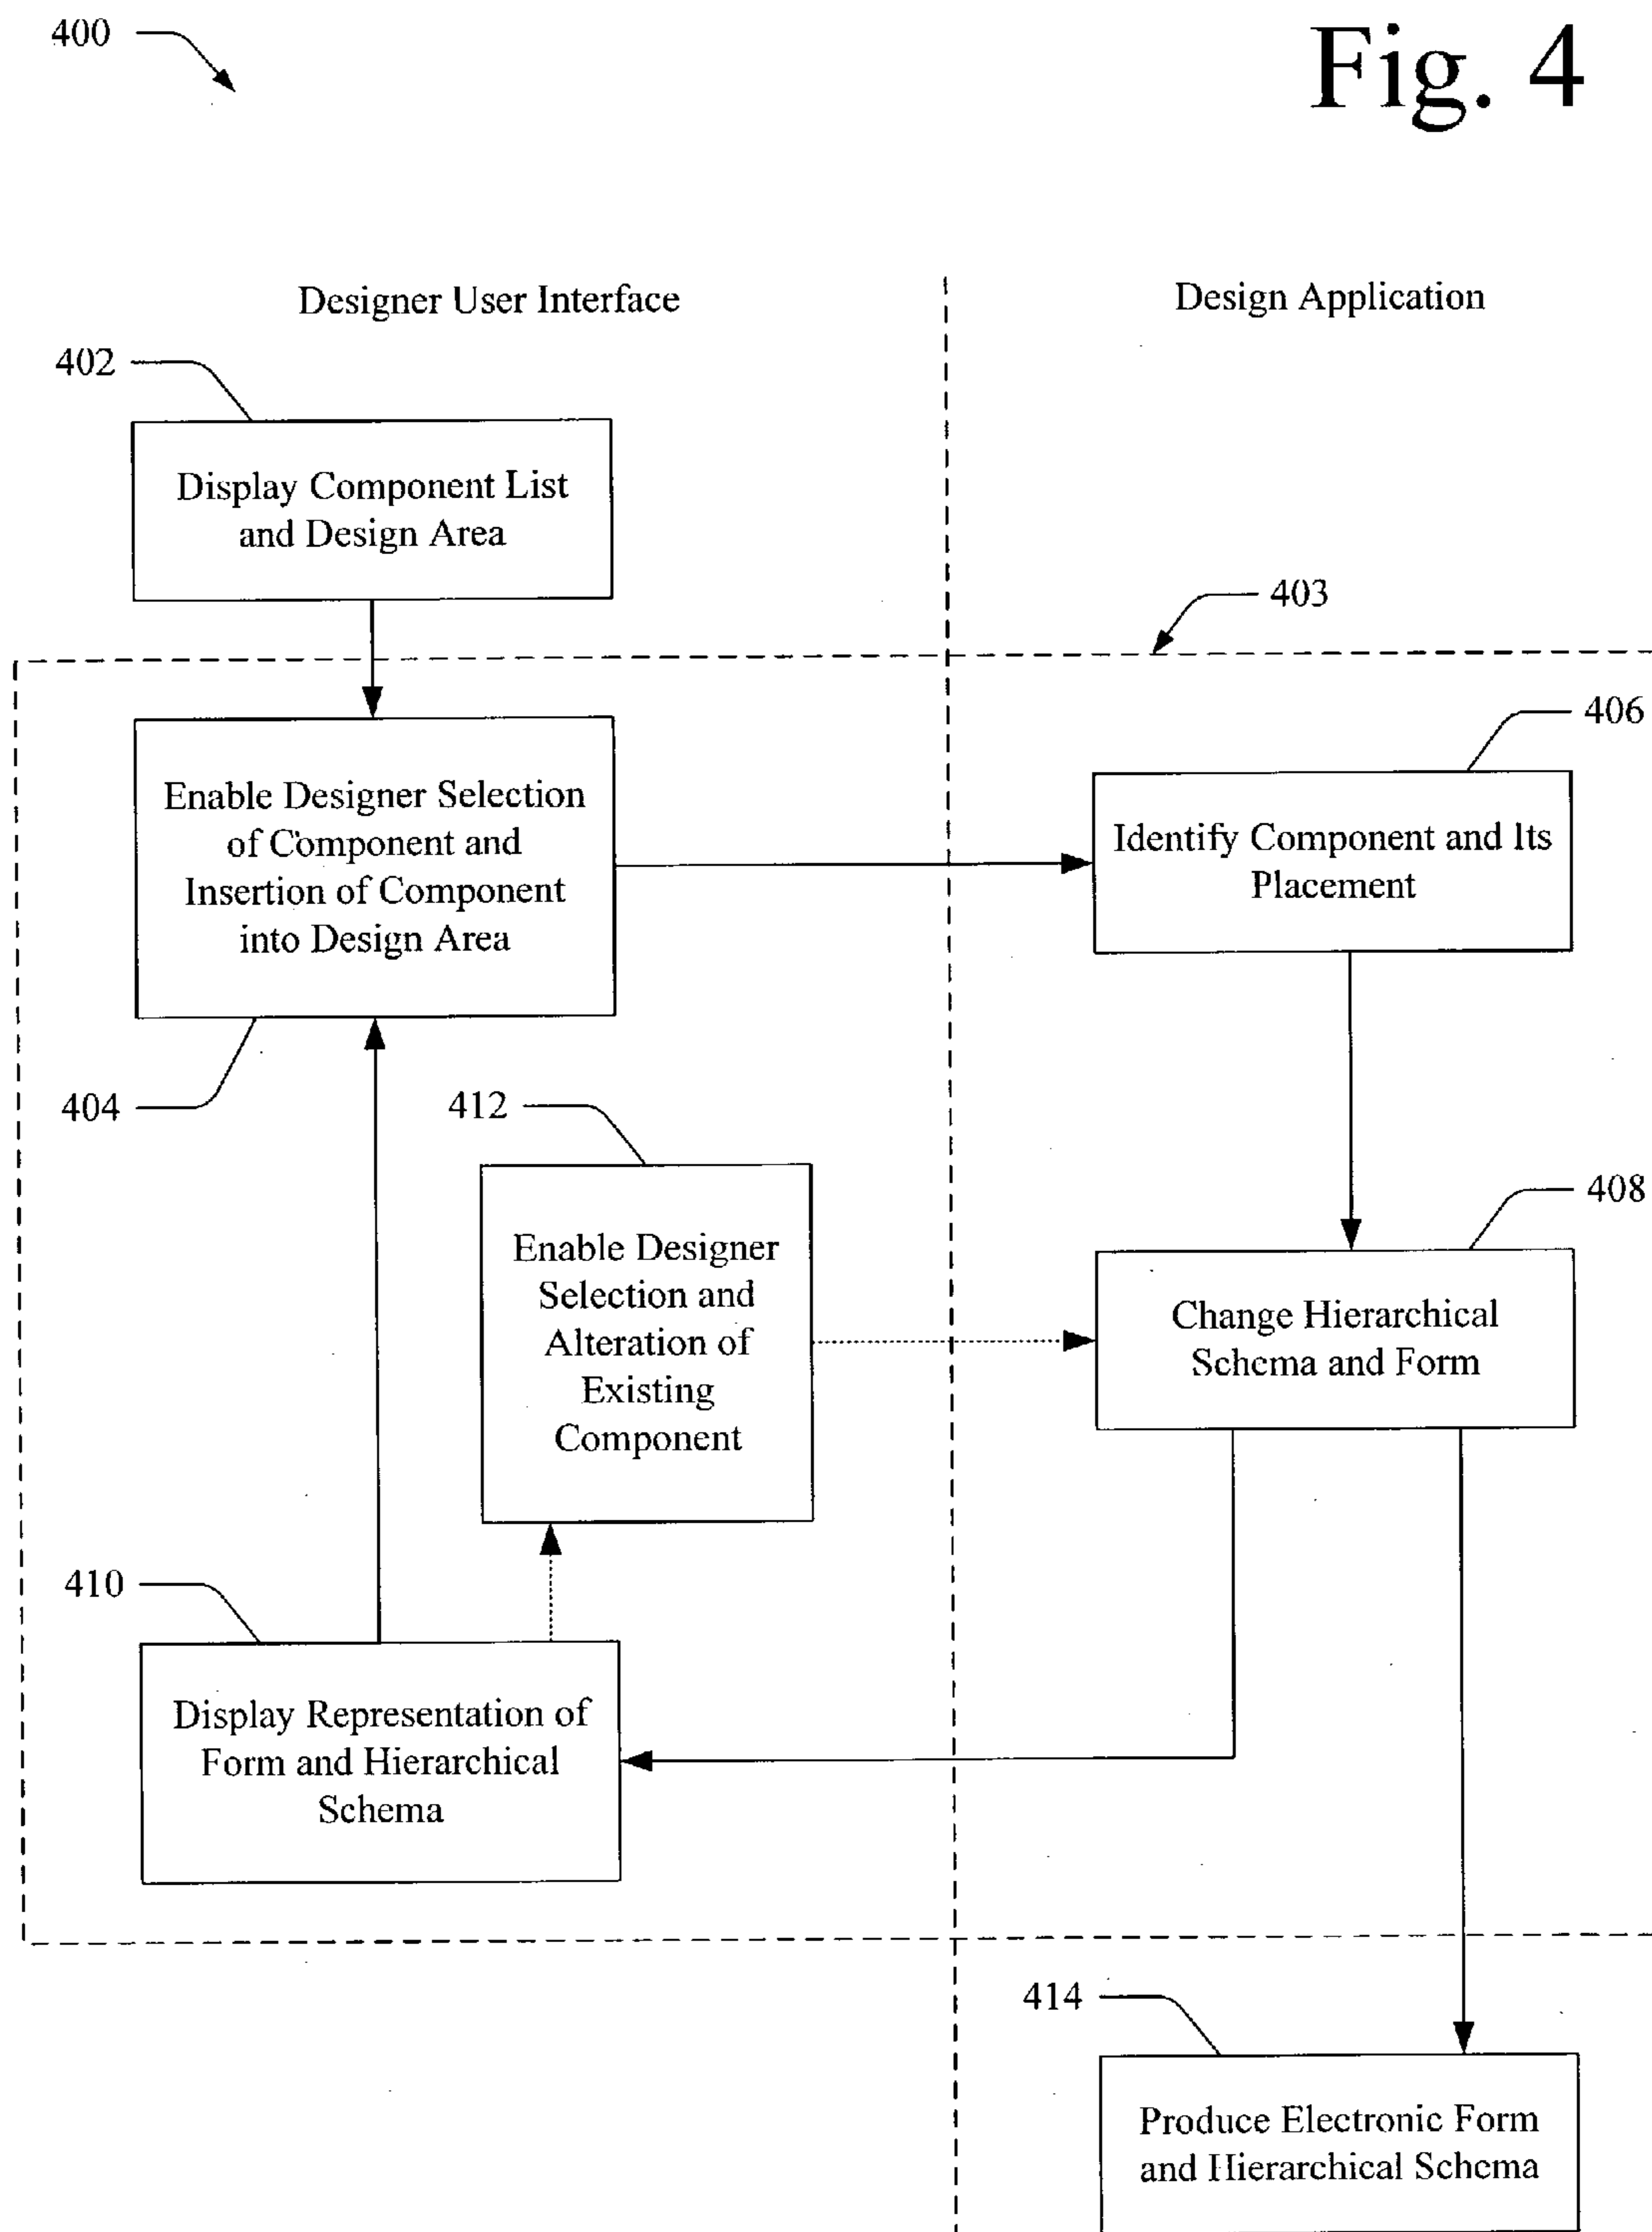 400
Fig. 4
Designer User Interface
Design Application
402
Display Component List
and Design Area
403
406
Enable Designer Selection
of Component and
Insertion of Component
into Design Area
Identify Component and Its
Placement
404
412
408
Enable Designer
Selection and
Alteration of
Existing
Component
Change Hierarchical
Schema and Form
410
Display Representation of
Form and Hierarchical
Schema
414
Produce Electronic Form
and Hierarchical Schema